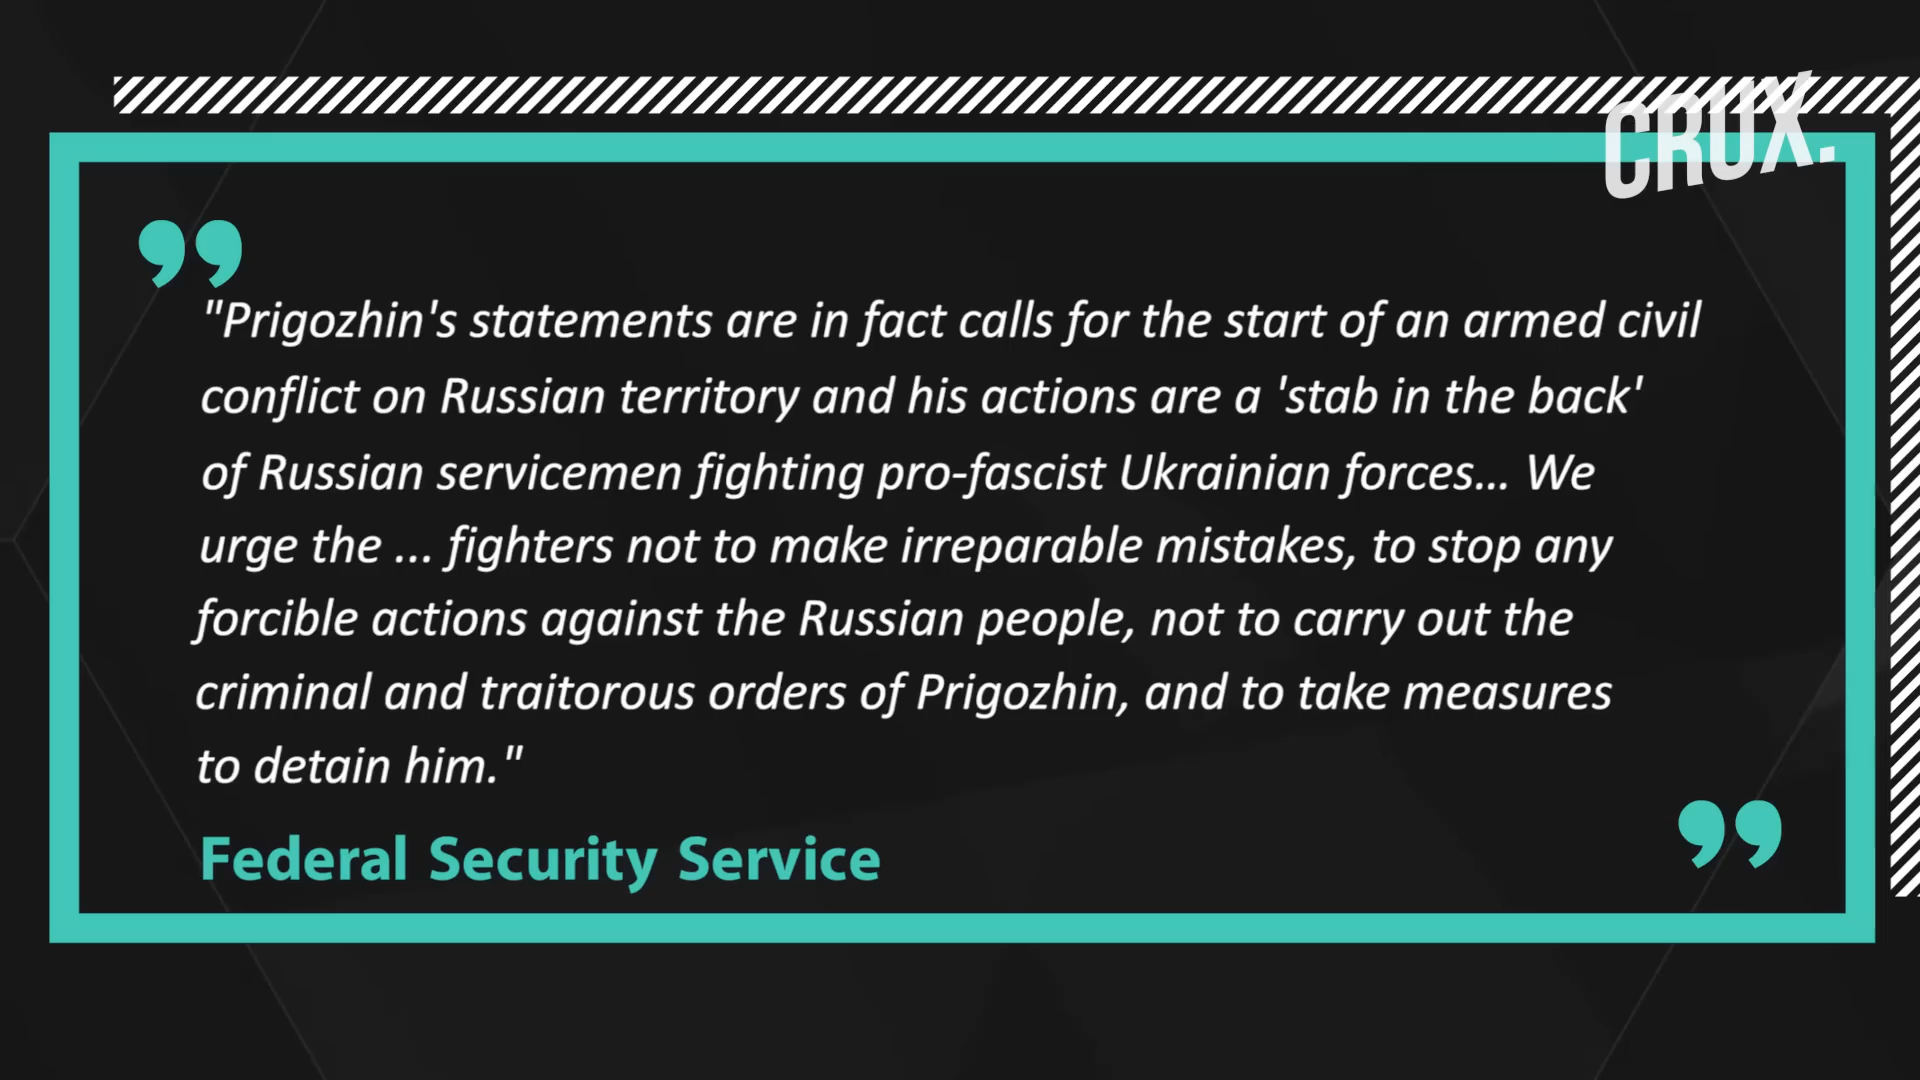 CRUX.
"Prigozhin's statements are in fact calls for the start of an armed civil
conflict on Russian territory and his actions are a 'stab in the back'
of Russian servicemen fighting pro-fascist Ukrainian forces... We
urge the ... fighters not to make irreparable mistakes, to stop any
forcible actions against the Russian people, not to carry out the
criminal and traitorous orders of Prigozhin, and to take measures
to detain him."
Federal Security Service